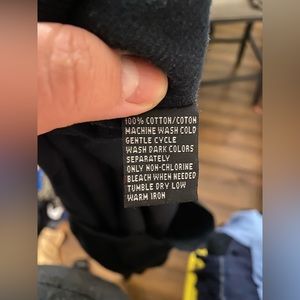 100% COTTON/COTON
MACHINE WASH COLD
GENTLE CYCLE
WASH DARK COLORS
SEPARATELY
ONLY NON-CHLORINE
BLEACH WHEN NEEDED
TUMBLE DRY LOW
WARM IRON